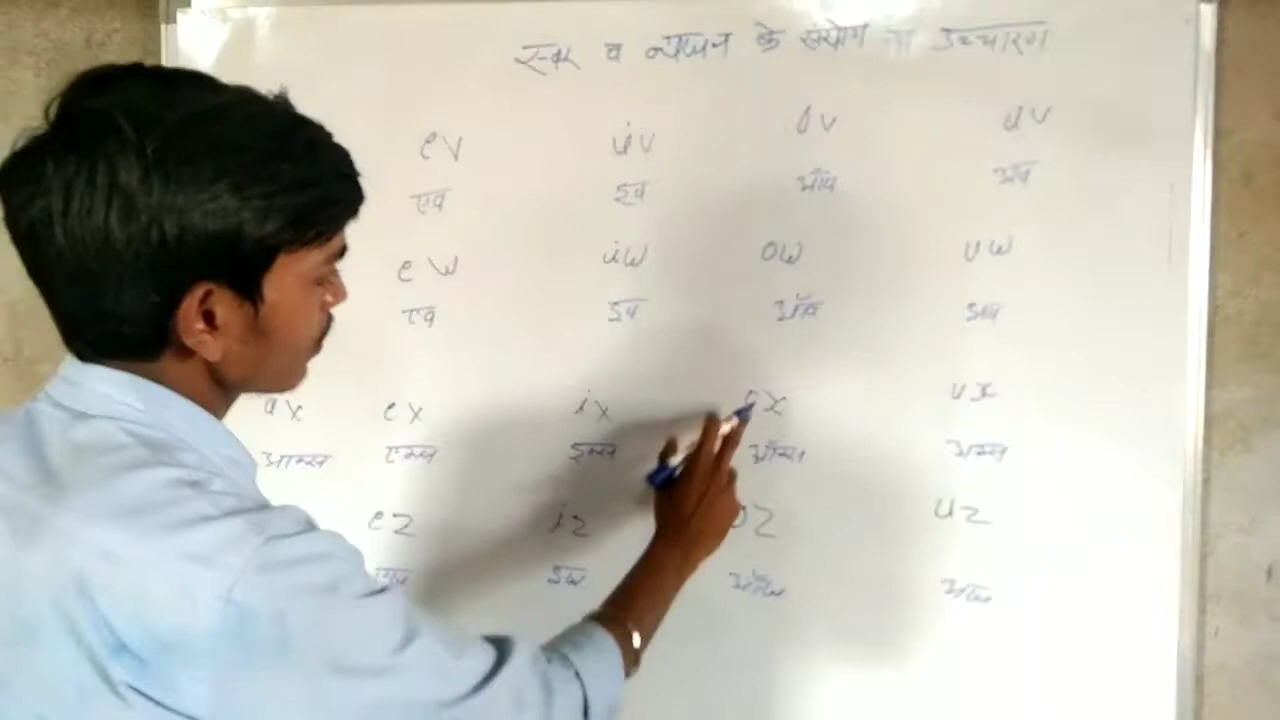 स्वर व व्यंजन के संयोग का उच्चारण
ev iv ov uv
एव इव ऑव अव
ew iw ow uw
एव इव ऑव अव
ax ex ix ox ux
आक्स एक्स इक्स ऑक्स अक्स
ez iz oz uz
एज इज ऑज अज